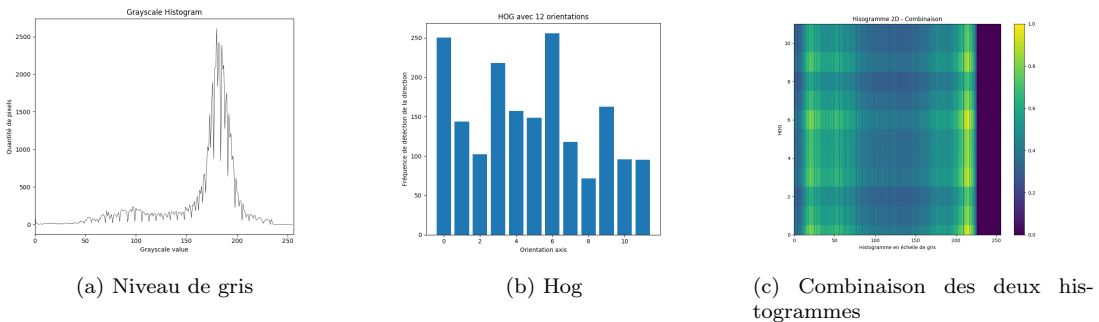 Grayscale Histogram
Quantité de pixels
2500
2000
1500
1000
500
0
0 50 100 150 200 250
Grayscale value
(a) Niveau de gris
HOG avec 12 orientations
Fréquence de détéction de la direction
250
200
150
100
50
0
0 2 4 6 8 10
Orientation axis
(b) Hog
Hisogramme 2D - Combinaison
HOG
10
8
6
4
2
0
0 50 100 150 200 250
Histogramme en échelle de gris
1.0
0.8
0.6
0.4
0.2
0.0
(c) Combinaison des deux his-
togrammes